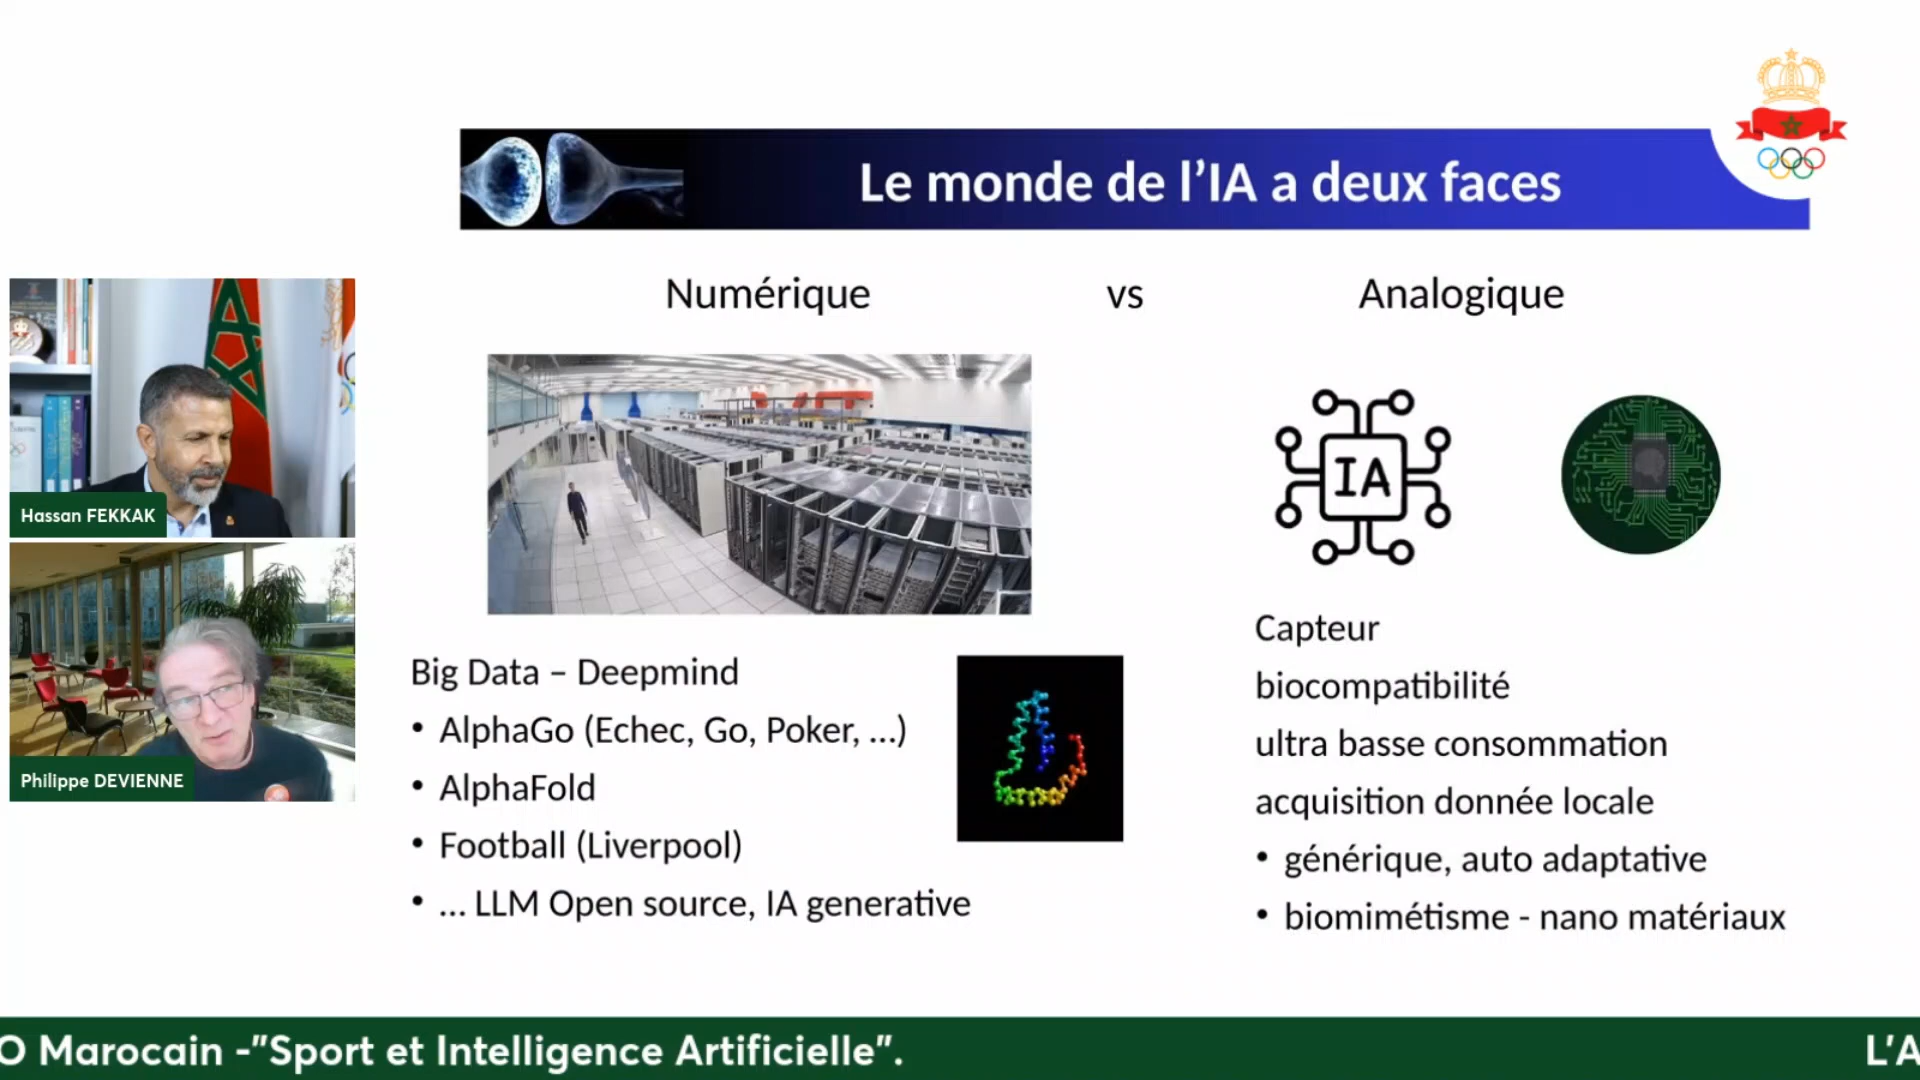 Le monde de l'IA a deux faces
Numérique vs Analogique
Hassan FEKKAK
Philippe DEVIENNE
Big Data – Deepmind
• AlphaGo (Echec, Go, Poker, ...)
• AlphaFold
• Football (Liverpool)
• ... LLM Open source, IA generative
IA
Capteur
biocompatibilité
ultra basse consommation
acquisition donnée locale
• générique, auto adaptative
• biomimétisme - nano matériaux
O Marocain -"Sport et Intelligence Artificielle".
L'A